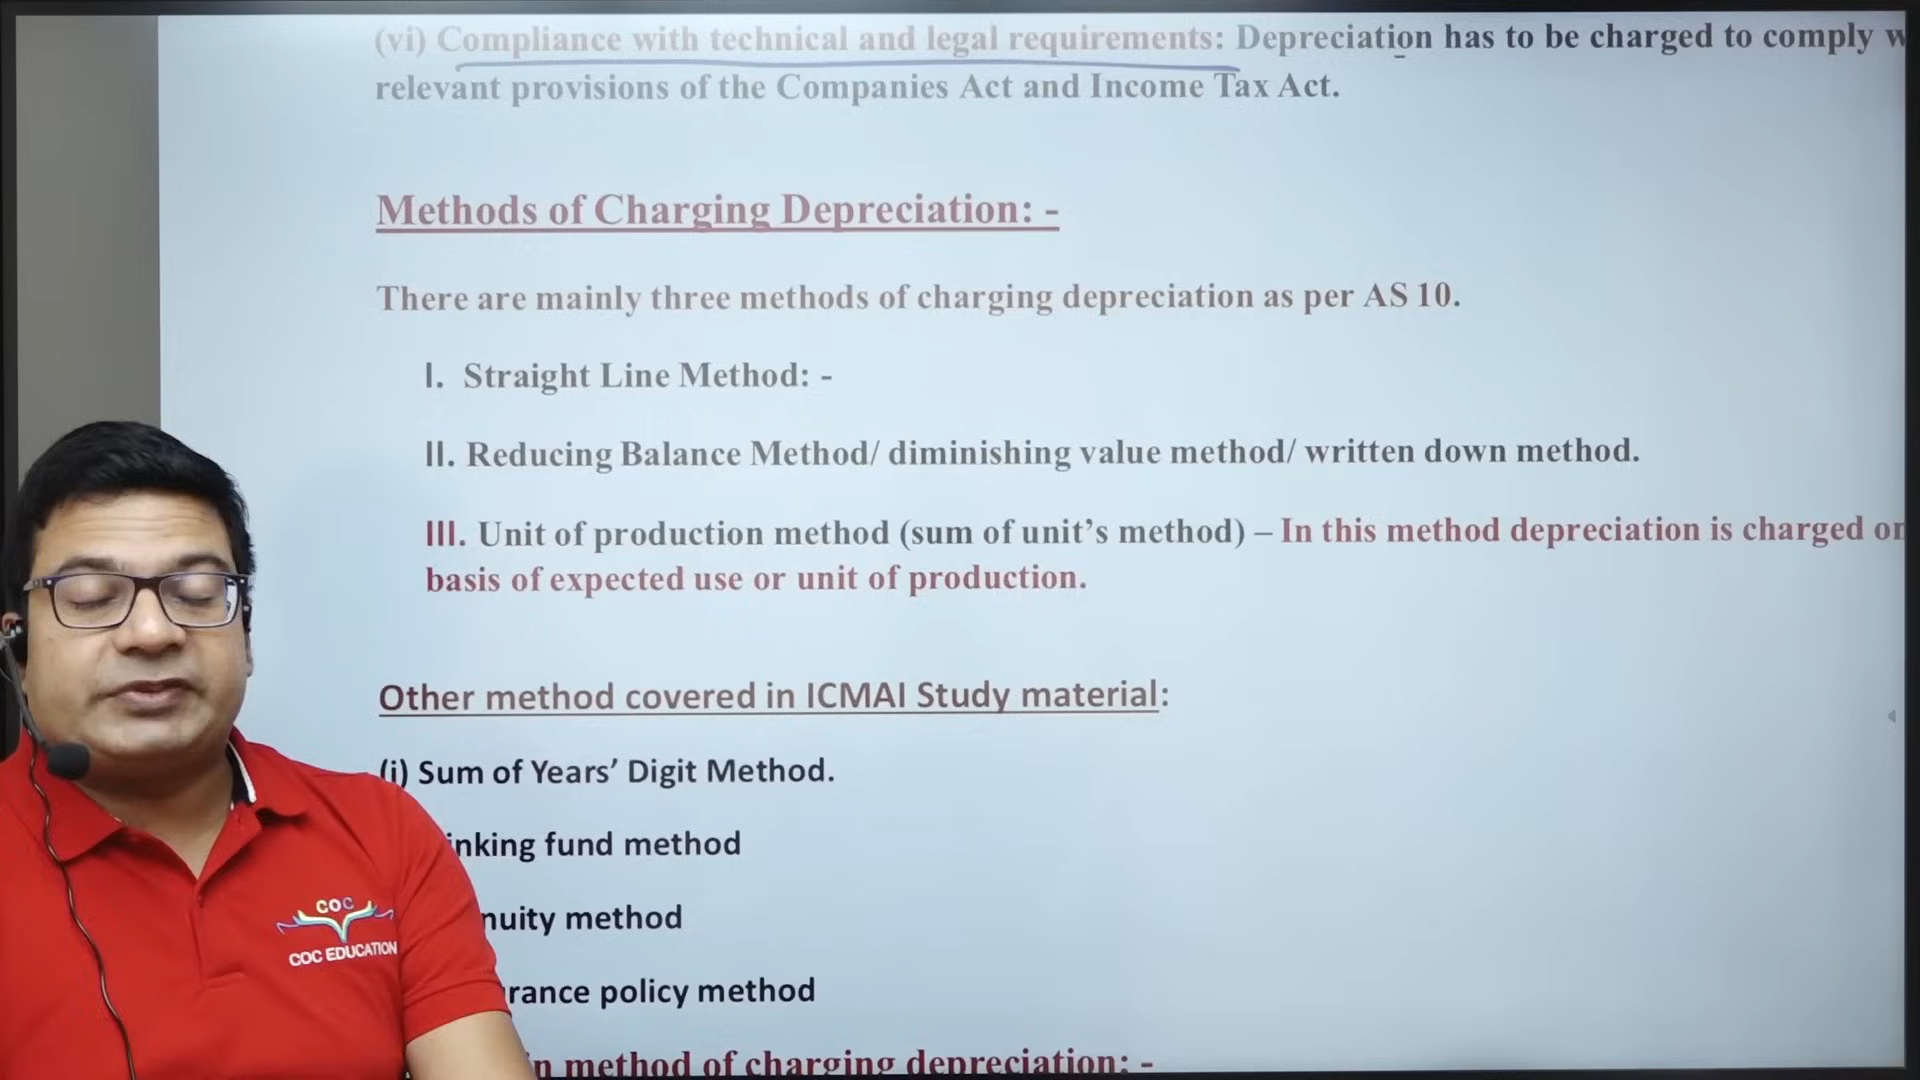 (vi) Compliance with technical and legal requirements: Depreciation has to be charged to comply
relevant provisions of the Companies Act and Income Tax Act.
Methods of Charging Depreciation: -
There are mainly three methods of charging depreciation as per AS 10.
I. Straight Line Method: -
II. Reducing Balance Method/ diminishing value method/ written down method.
III. Unit of production method (sum of unit's method) – In this method depreciation is charged
basis of expected use or unit of production.
Other method covered in ICMAI Study material:
(i) Sum of Years' Digit Method.
fund method
method
policy method
method of charging depreciation: -
COC
COC EDUCATION